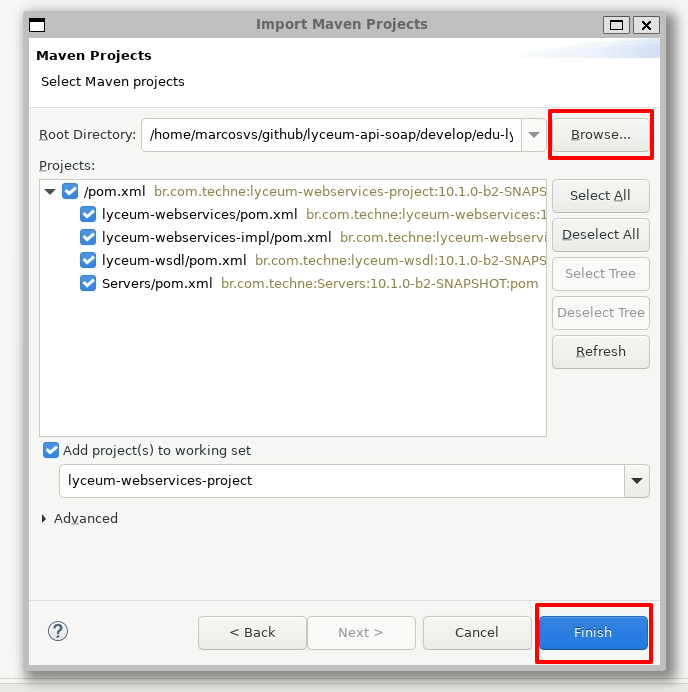 Import Maven Projects
Maven Projects
Select Maven projects
Root Directory: /home/marcosvs/github/lyceum-api-soap/develop/edu-ly Browse...
Projects:
/pom.xml br.com.techne:lyceum-webservices-project:10.1.0-b2-SNAPS
lyceum-webservices/pom.xml br.com.techne:lyceum-webservices:1
lyceum-webservices-impl/pom.xml br.com.techne:lyceum-webservi
lyceum-wsdl/pom.xml br.com.techne:lyceum-wsdl:10.1.0-b2-SNAPS
Servers/pom.xml br.com.techne:Servers:10.1.0-b2-SNAPSHOT:pom
Select All
Deselect All
Select Tree
Deselect Tree
Refresh
Add project(s) to working set
lyceum-webservices-project
Advanced
? < Back Next > Cancel Finish